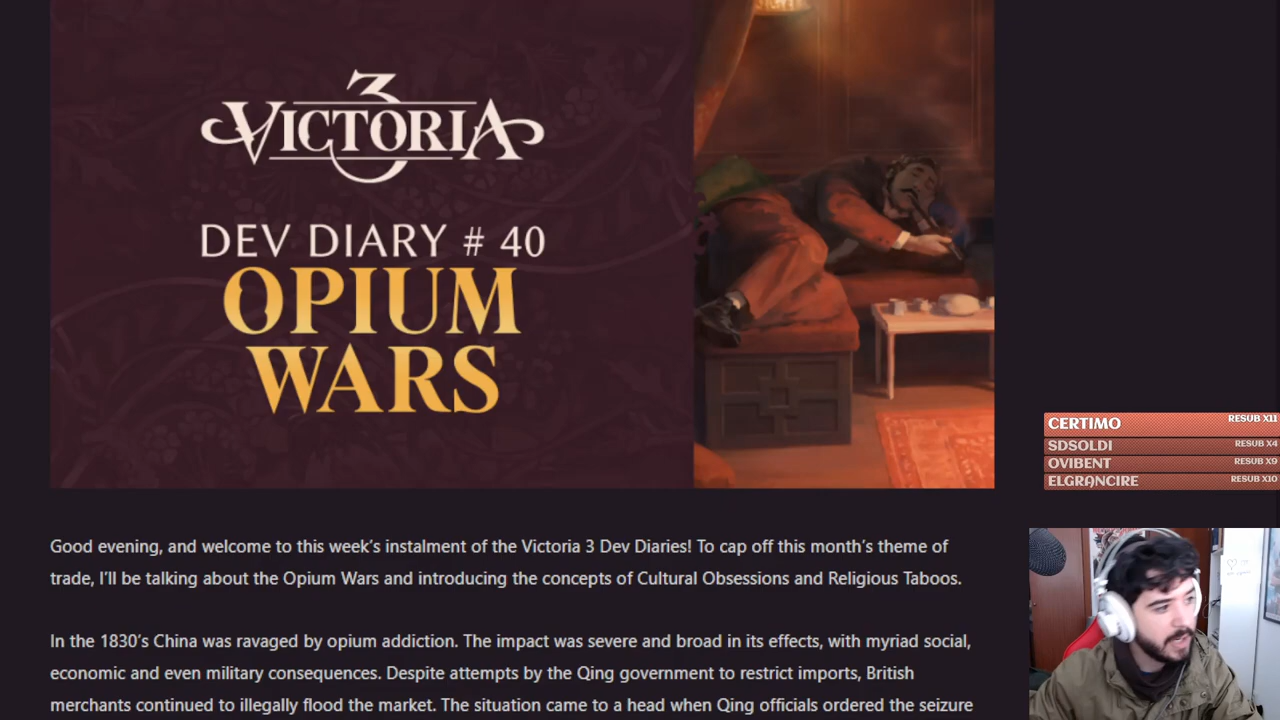 3
VICTORIA
DEV DIARY # 40
OPIUM
WARS
CERTIMO RESUB X11
SDSOLDI RESUB X4
OVIBENT RESUB X9
ELGRANCIRE RESUB X10
Good evening, and welcome to this week’s instalment of the Victoria 3 Dev Diaries! To cap off this month’s theme of
trade, I’ll be talking about the Opium Wars and introducing the concepts of Cultural Obsessions and Religious Taboos.
In the 1830’s China was ravaged by opium addiction. The impact was severe and broad in its effects, with myriad social,
economic and even military consequences. Despite attempts by the Qing government to restrict imports, British
merchants continued to illegally flood the market. The situation came to a head when Qing officials ordered the seizure